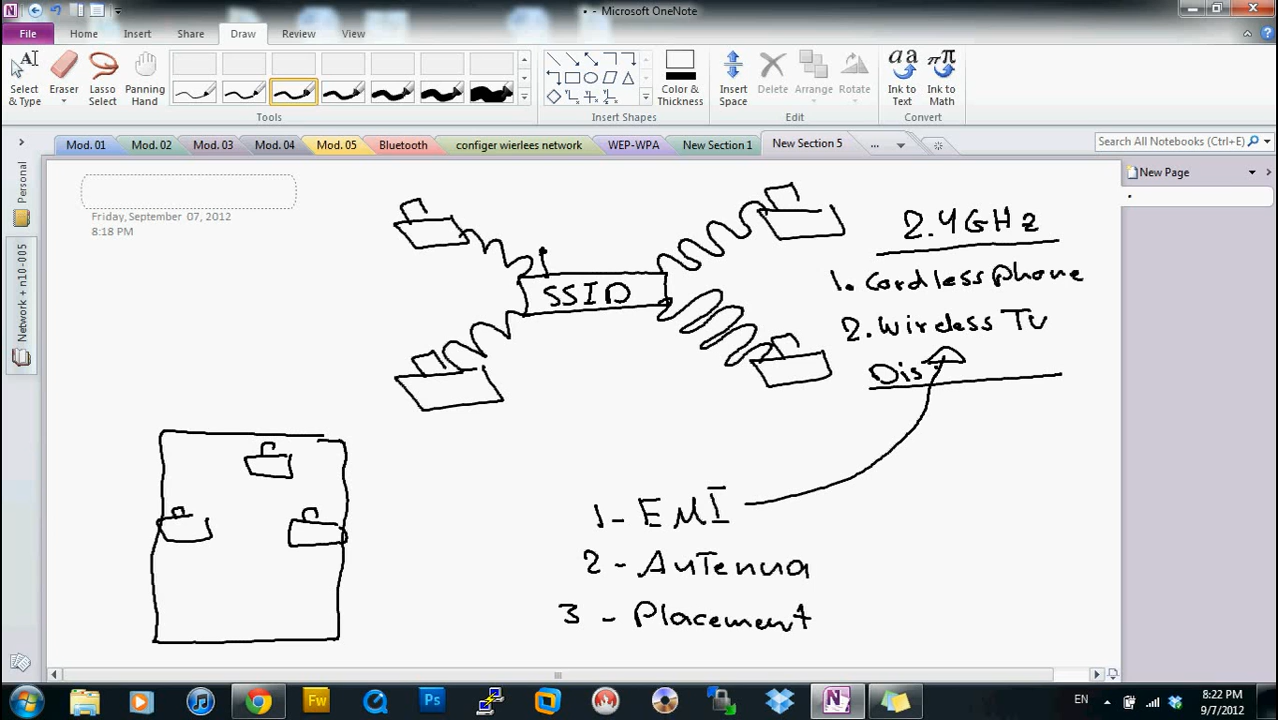 Microsoft OneNote
File Home Insert Share Draw Review View
Select & Type
Eraser
Lasso Select
Panning Hand
Color & Thickness
Insert Space
Delete
Arrange
Rotate
Ink to Text
Ink to Math
Tools
Insert Shapes
Edit
Convert
Mod. 01 Mod. 02 Mod. 03 Mod. 04 Mod. 05 Bluetooth configer wierlees network WEP-WPA New Section 1 New Section 5 ...
Search All Notebooks (Ctrl+E)
New Page
Personal
Network + n10-005
Friday, September 07, 2012
8:18 PM
SSID
2.4GHz
1. Cordless Phone
2. Wireless TV
Dis
1- EMI
2 - Antenna
3 - Placement
Fw
Ps
EN
8:22 PM
9/7/2012